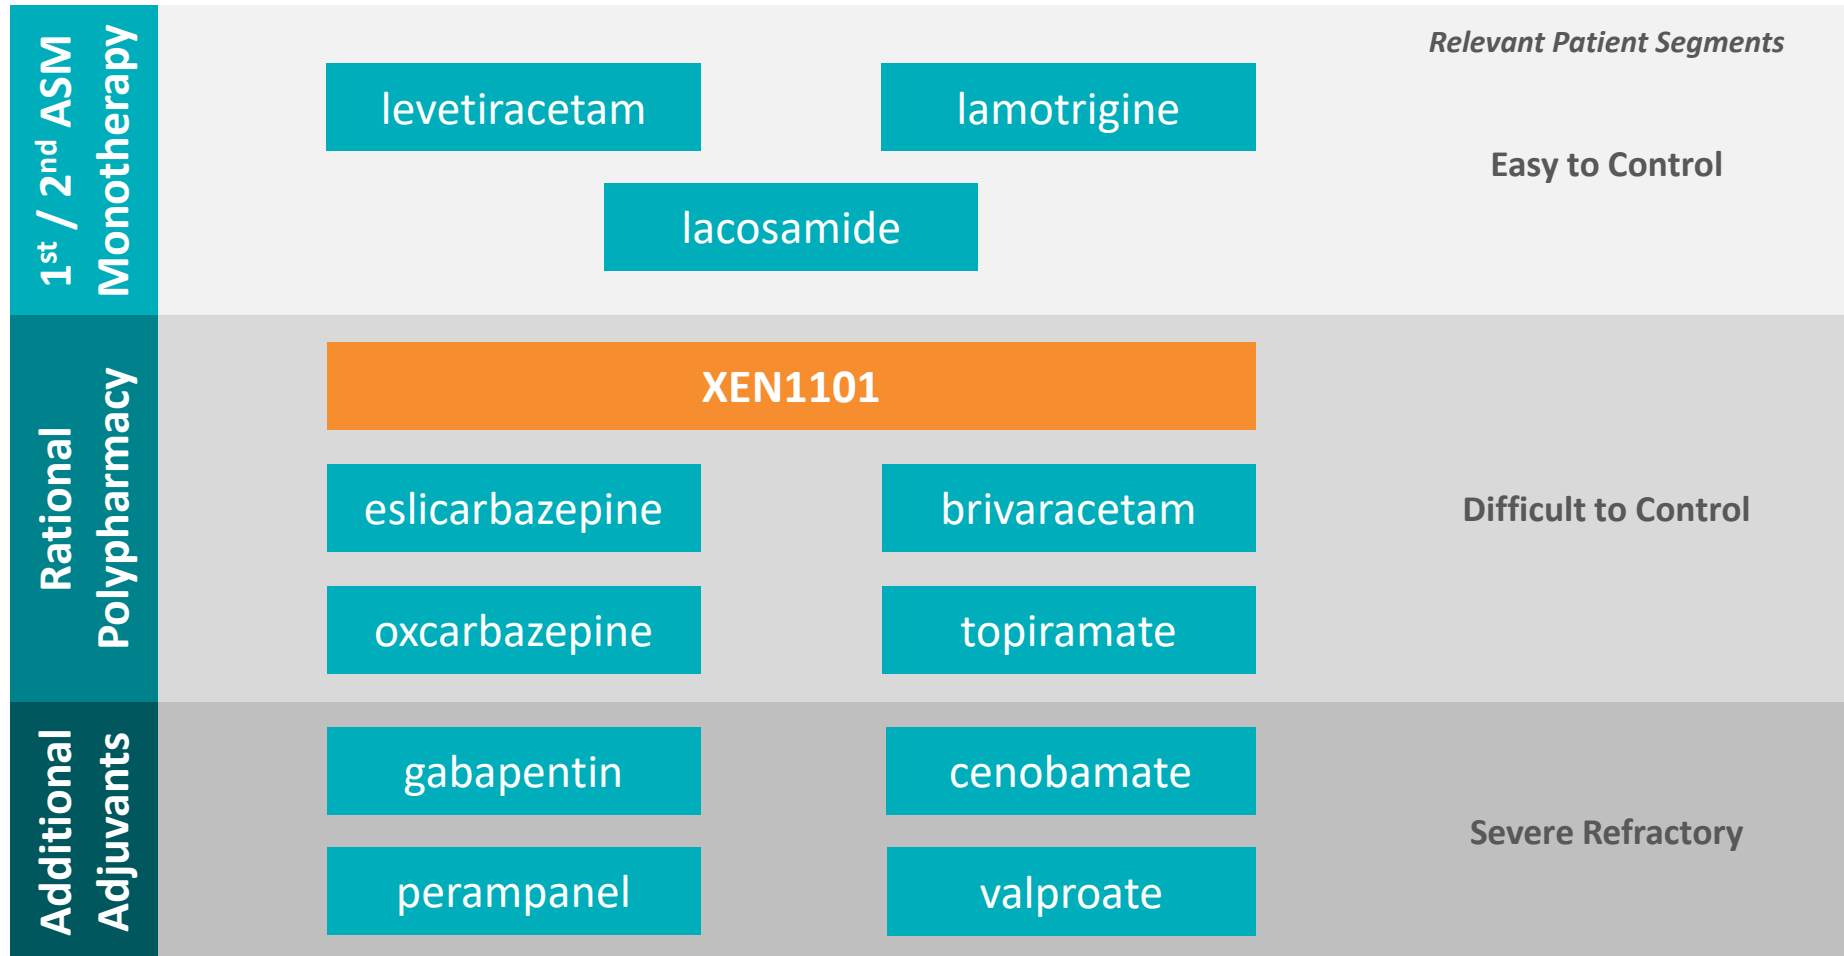 1st / 2nd ASM
Monotherapy
Relevant Patient Segments
levetiracetam
lamotrigine
lacosamide
Easy to Control
Rational
Polypharmacy
XEN1101
eslicarbazepine
brivaracetam
oxcarbazepine
topiramate
Difficult to Control
Additional
Adjuvants
gabapentin
cenobamate
perampanel
valproate
Severe Refractory